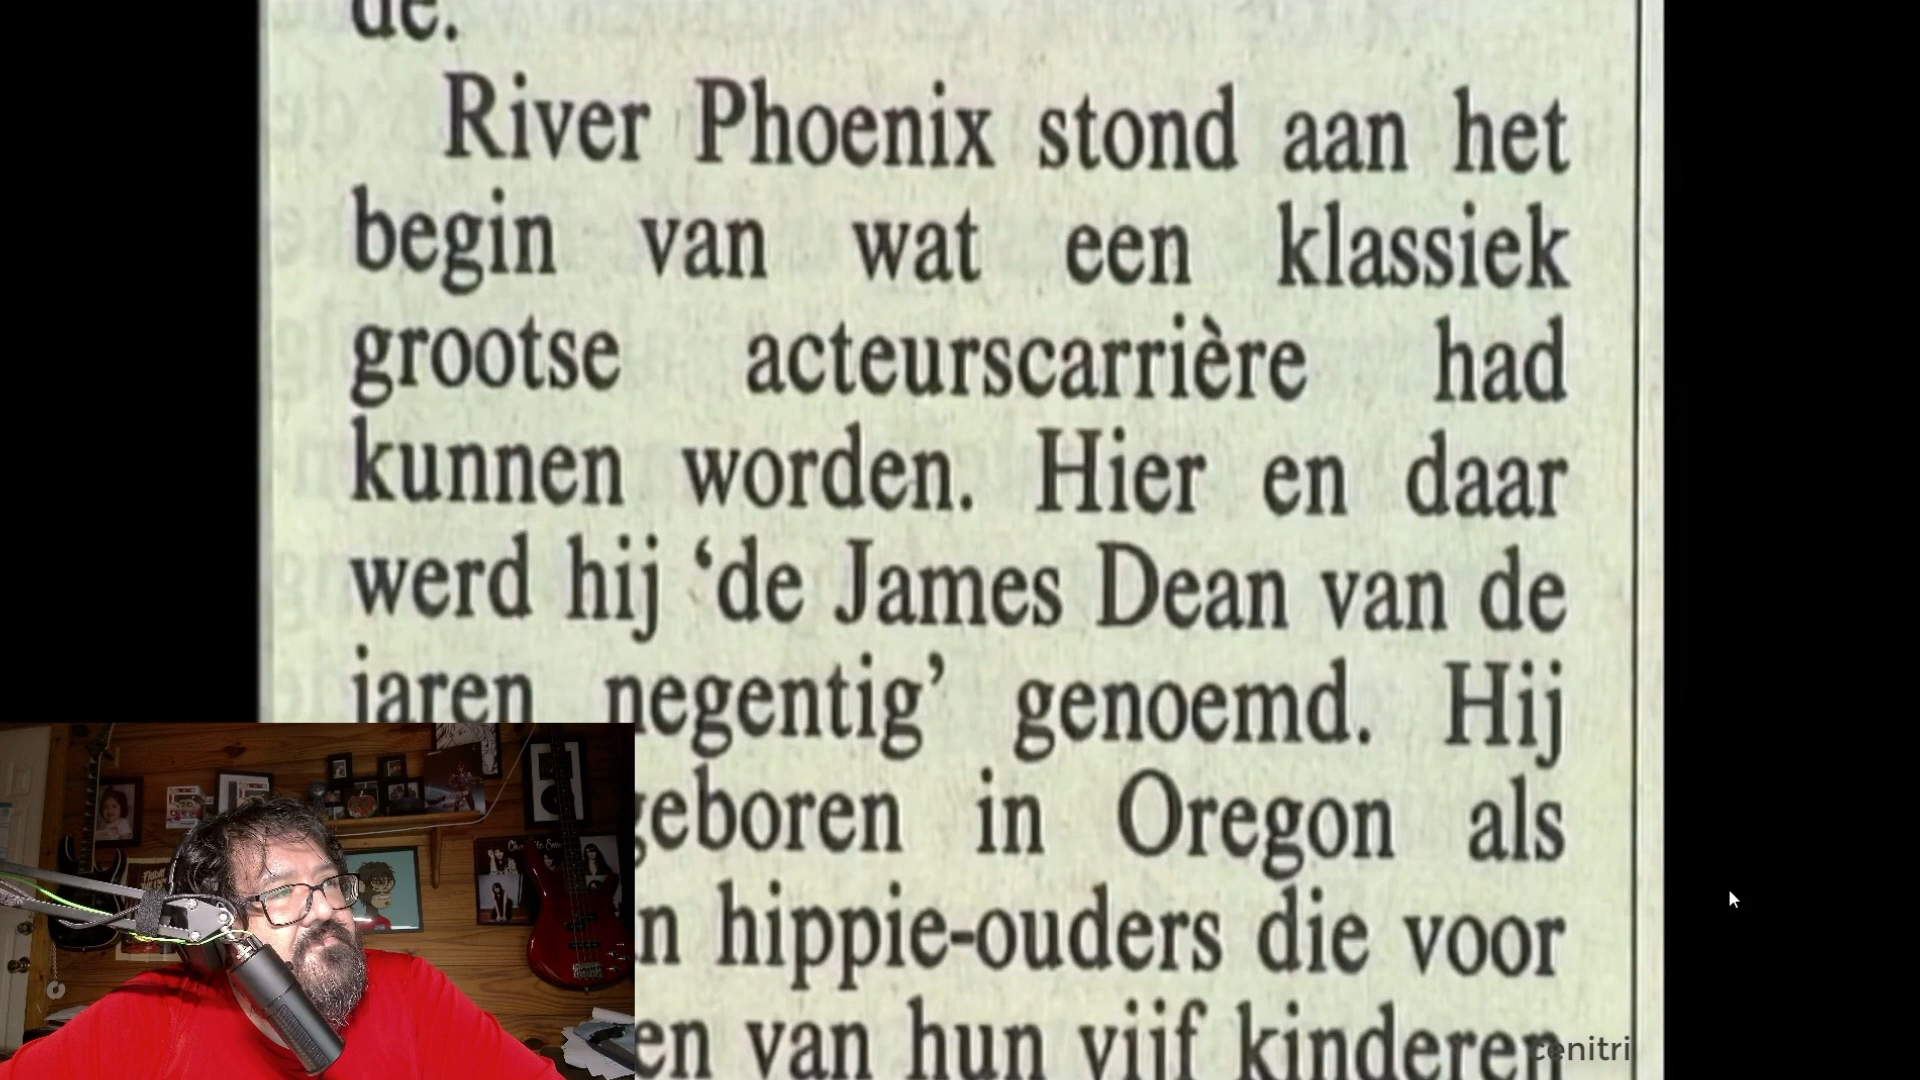 de.
River Phoenix stond aan het
begin van wat een klassiek
grootse acteurscarrière had
kunnen worden. Hier en daar
werd hij ‘de James Dean van de
jaren negentig’ genoemd. Hij
geboren in Oregon als
hippie-ouders die voor
van hun vijf kinderen
cenitri